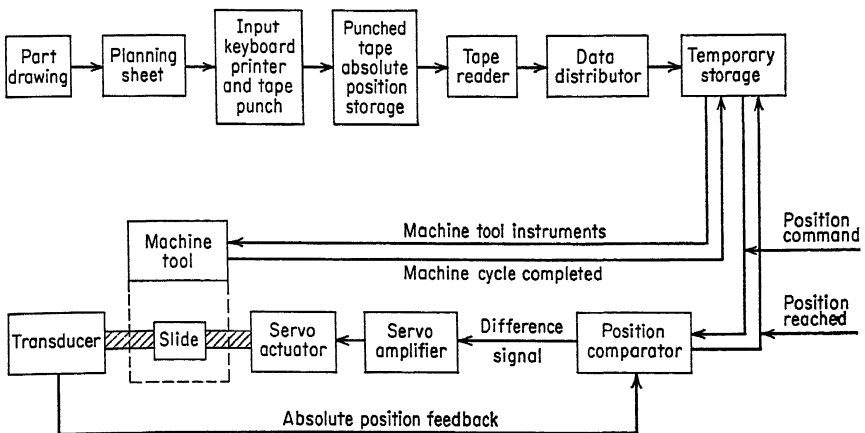 Part
drawing
Planning
sheet
Input
keyboard
printer
and tape
punch
Punched
tape
absolute
position
storage
Tape
reader
Data
distributor
Temporary
storage
Machine
tool
Machine tool instruments
Machine cycle completed
Position
command
Position
reached
Transducer
Slide
Servo
actuator
Servo
amplifier
Difference
signal
Position
comparator
Absolute position feedback